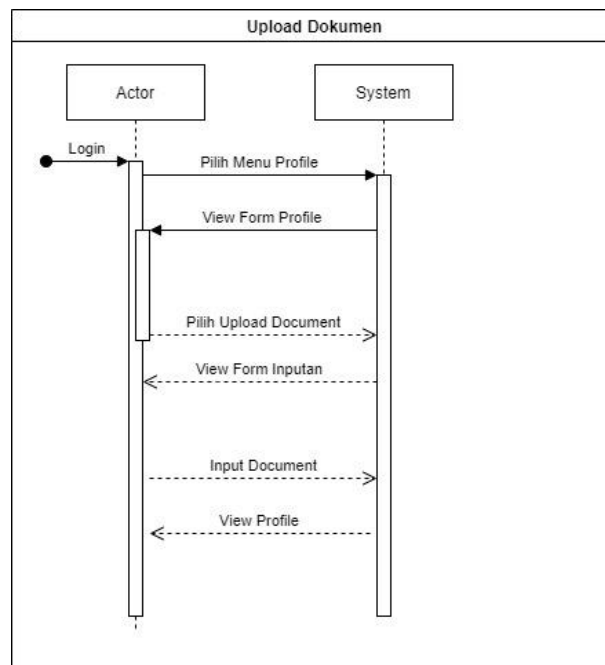 Upload Dokumen
Actor
System
Login
Pilih Menu Profile
View Form Profile
Pilih Upload Document
View Form Inputan
Input Document
View Profile